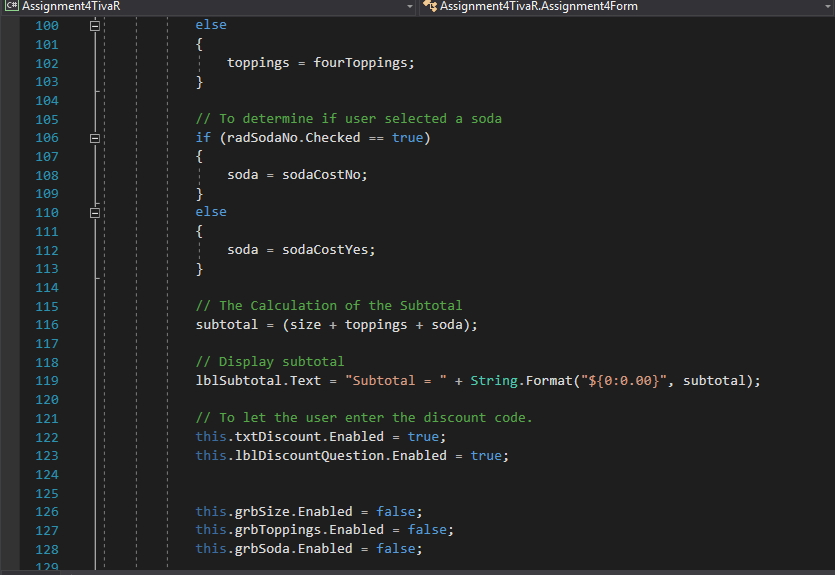 C# Assignment4TivaR Assignment4TivaR.Assignment4Form
100 else
101 {
102 toppings = fourToppings;
103 }
104
105 // To determine if user selected a soda
106 if (radSodaNo.Checked == true)
107 {
108 soda = sodaCostNo;
109 }
110 else
111 {
112 soda = sodaCostYes;
113 }
114
115 // The Calculation of the Subtotal
116 subtotal = (size + toppings + soda);
117
118 // Display subtotal
119 lblSubtotal.Text = "Subtotal = " + String.Format("${0:0.00}", subtotal);
120
121 // To let the user enter the discount code.
122 this.txtDiscount.Enabled = true;
123 this.lblDiscountQuestion.Enabled = true;
124
125
126 this.grbSize.Enabled = false;
127 this.grbToppings.Enabled = false;
128 this.grbSoda.Enabled = false;
129